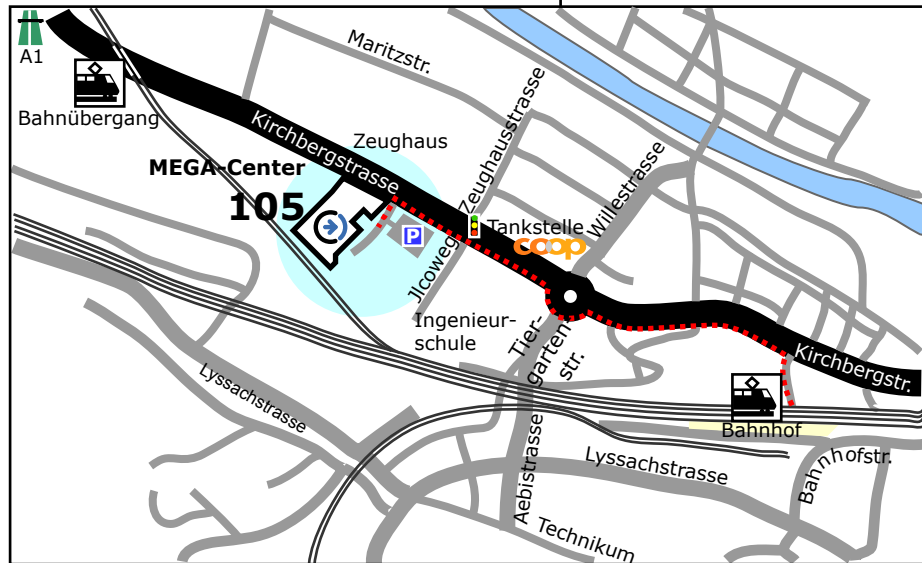 A1
Bahnübergang
Maritzstr.
Kirchbergstrasse
Zeughaus
MEGA-Center
105
P
Jlcoweg
Zeughausstrasse
Tankstelle
coop
Willestrasse
Ingenieur-
schule
Tier-
garten-
str.
Kirchbergstr.
Lyssachstrasse
Bahnhof
Bahnhofstr.
Lyssachstrasse
Aebistrasse
Technikum